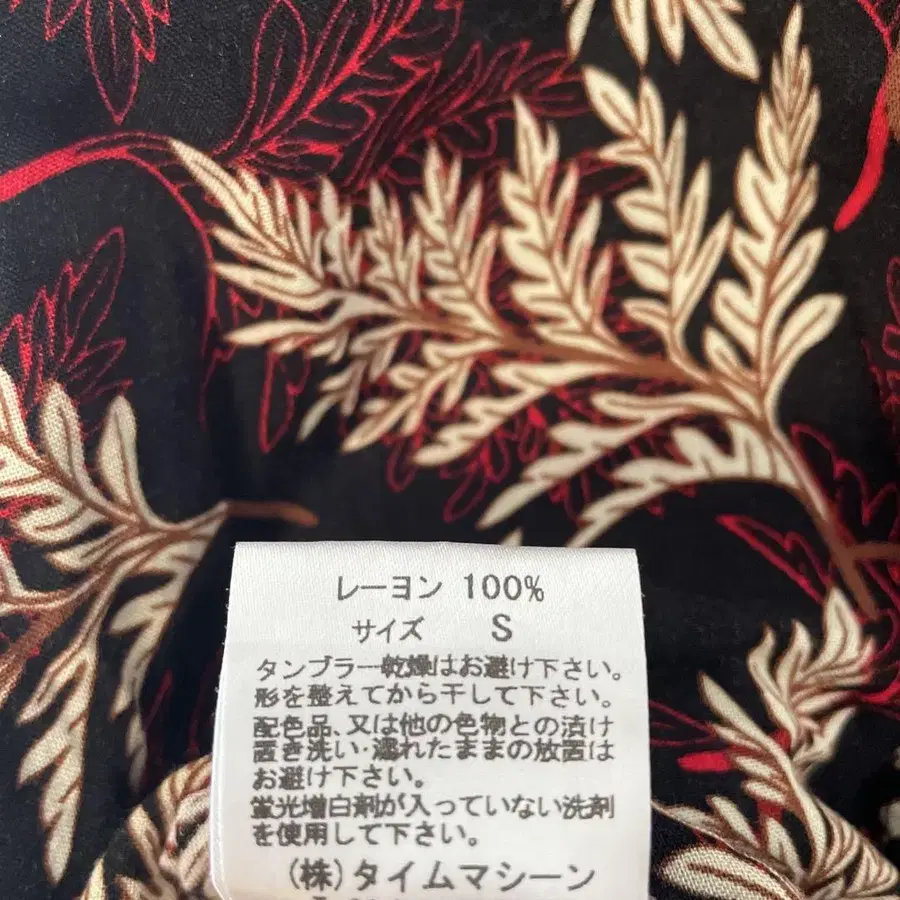 レーヨン 100%
サイズ S
タンブラー乾燥はお避け下さい。
形を整えてから干して下さい。
配色品、又は他の色物との漬け
置き洗い・濡れたままの放置は
お避け下さい。
蛍光増白剤が入っていない洗剤
を使用して下さい。
(株)タイムマシーン